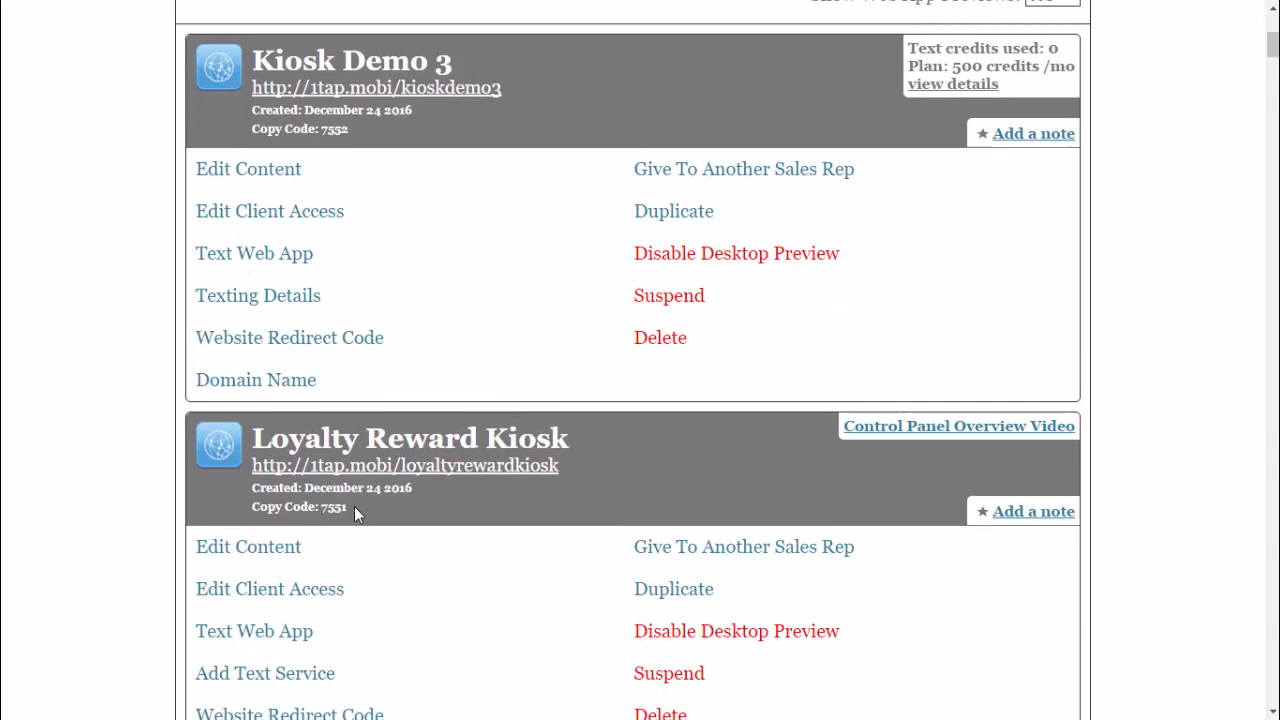 Kiosk Demo 3
http://1tap.mobi/kioskdemo3
Created: December 24 2016
Copy Code: 7552
Text credits used: 0
Plan: 500 credits /mo
view details
★ Add a note
Edit Content
Give To Another Sales Rep
Edit Client Access
Duplicate
Text Web App
Disable Desktop Preview
Texting Details
Suspend
Website Redirect Code
Delete
Domain Name
Loyalty Reward Kiosk
http://1tap.mobi/loyaltyrewardkiosk
Created: December 24 2016
Copy Code: 7551
Control Panel Overview Video
★ Add a note
Edit Content
Give To Another Sales Rep
Edit Client Access
Duplicate
Text Web App
Disable Desktop Preview
Add Text Service
Suspend
Website Redirect Code
Delete